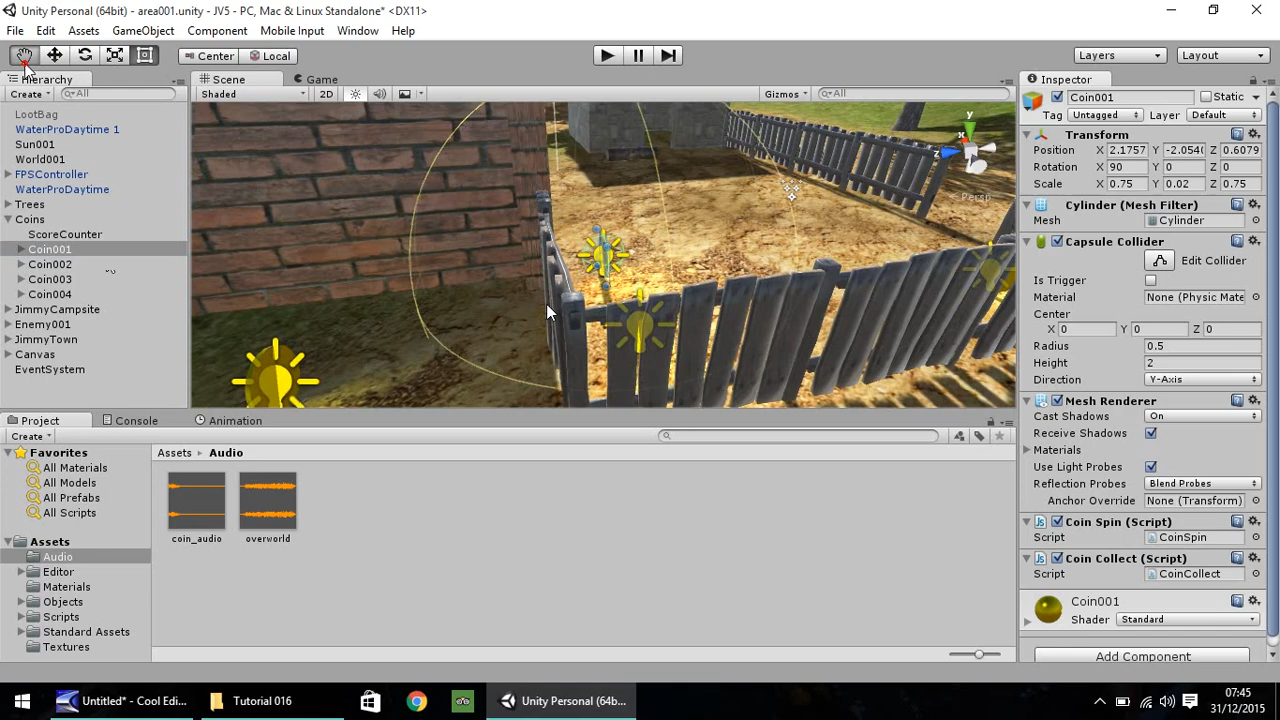 Unity Personal (64bit) - area001.unity - JV5 - PC, Mac & Linux Standalone* <DX11>
File Edit Assets GameObject Component Mobile Input Window Help
Center Local Layers Layout
Hierarchy Scene Game Inspector
Create All Shaded 2D Gizmos All Coin001 Static
LootBag Tag Untagged Layer Default
WaterProDaytime 1 Transform
Sun001 Position X 2.1757 Y -2.0540 Z 0.6079
World001 Rotation X 90 Y 0 Z 0
FPSController Scale X 0.75 Y 0.02 Z 0.75
WaterProDaytime
Trees Cylinder (Mesh Filter)
Coins Mesh Cylinder
ScoreCounter Capsule Collider
Coin001 Edit Collider
Coin002 Is Trigger
Coin003 Material None (Physic Mate
Coin004 Center
JimmyCampsite X 0 Y 0 Z 0
Enemy001 Radius 0.5
JimmyTown Height 2
Canvas Direction Y-Axis
EventSystem
y
x
z
Persp
Mesh Renderer
Cast Shadows On
Receive Shadows
Materials
Use Light Probes
Reflection Probes Blend Probes
Anchor Override None (Transform)
Coin Spin (Script)
Script CoinSpin
Coin Collect (Script)
Script CoinCollect
Coin001
Shader Standard
Add Component
Project Console Animation
Create
Favorites Assets Audio
All Materials
All Models
All Prefabs
All Scripts
coin_audio overworld
Assets
Audio
Editor
Materials
Objects
Scripts
Standard Assets
Textures
Untitled* - Cool Edi... Tutorial 016 Unity Personal (64b... 07:45
31/12/2015